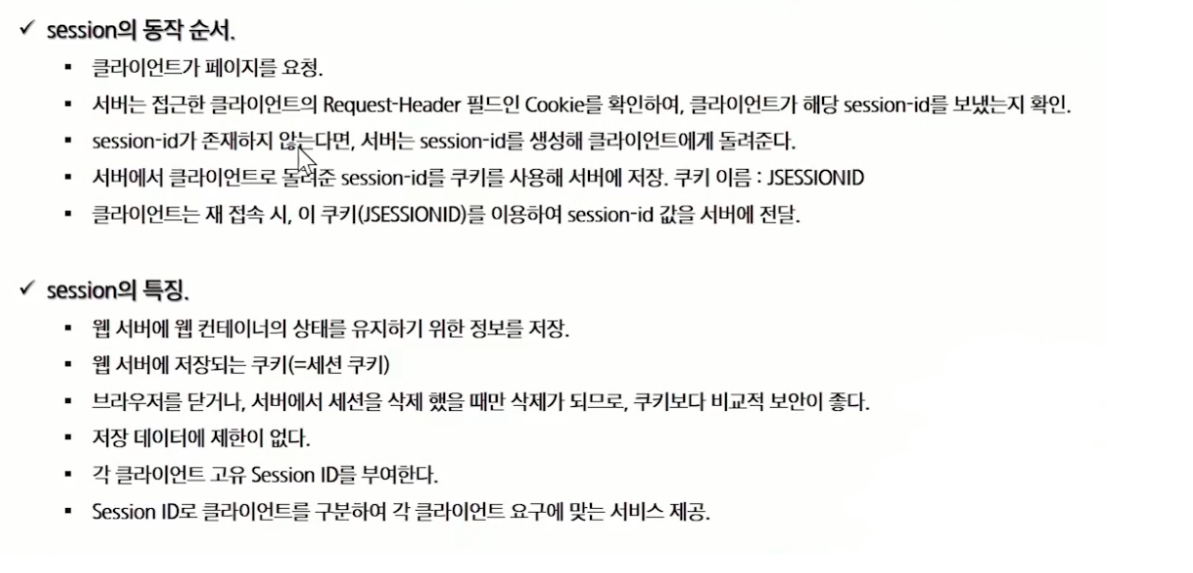 ✓ session의 동작 순서.
▪ 클라이언트가 페이지를 요청.
▪ 서버는 접근한 클라이언트의 Request-Header 필드인 Cookie를 확인하여, 클라이언트가 해당 session-id를 보냈는지 확인.
▪ session-id가 존재하지 않는다면, 서버는 session-id를 생성해 클라이언트에게 돌려준다.
▪ 서버에서 클라이언트로 돌려준 session-id를 쿠키를 사용해 서버에 저장. 쿠키 이름 : JSESSIONID
▪ 클라이언트는 재 접속 시, 이 쿠키(JSESSIONID)를 이용하여 session-id 값을 서버에 전달.
✓ session의 특징.
▪ 웹 서버에 웹 컨테이너의 상태를 유지하기 위한 정보를 저장.
▪ 웹 서버에 저장되는 쿠키(=세션 쿠키)
▪ 브라우저를 닫거나, 서버에서 세션을 삭제 했을 때만 삭제가 되므로, 쿠키보다 비교적 보안이 좋다.
▪ 저장 데이터에 제한이 없다.
▪ 각 클라이언트 고유 Session ID를 부여한다.
▪ Session ID로 클라이언트를 구분하여 각 클라이언트 요구에 맞는 서비스 제공.